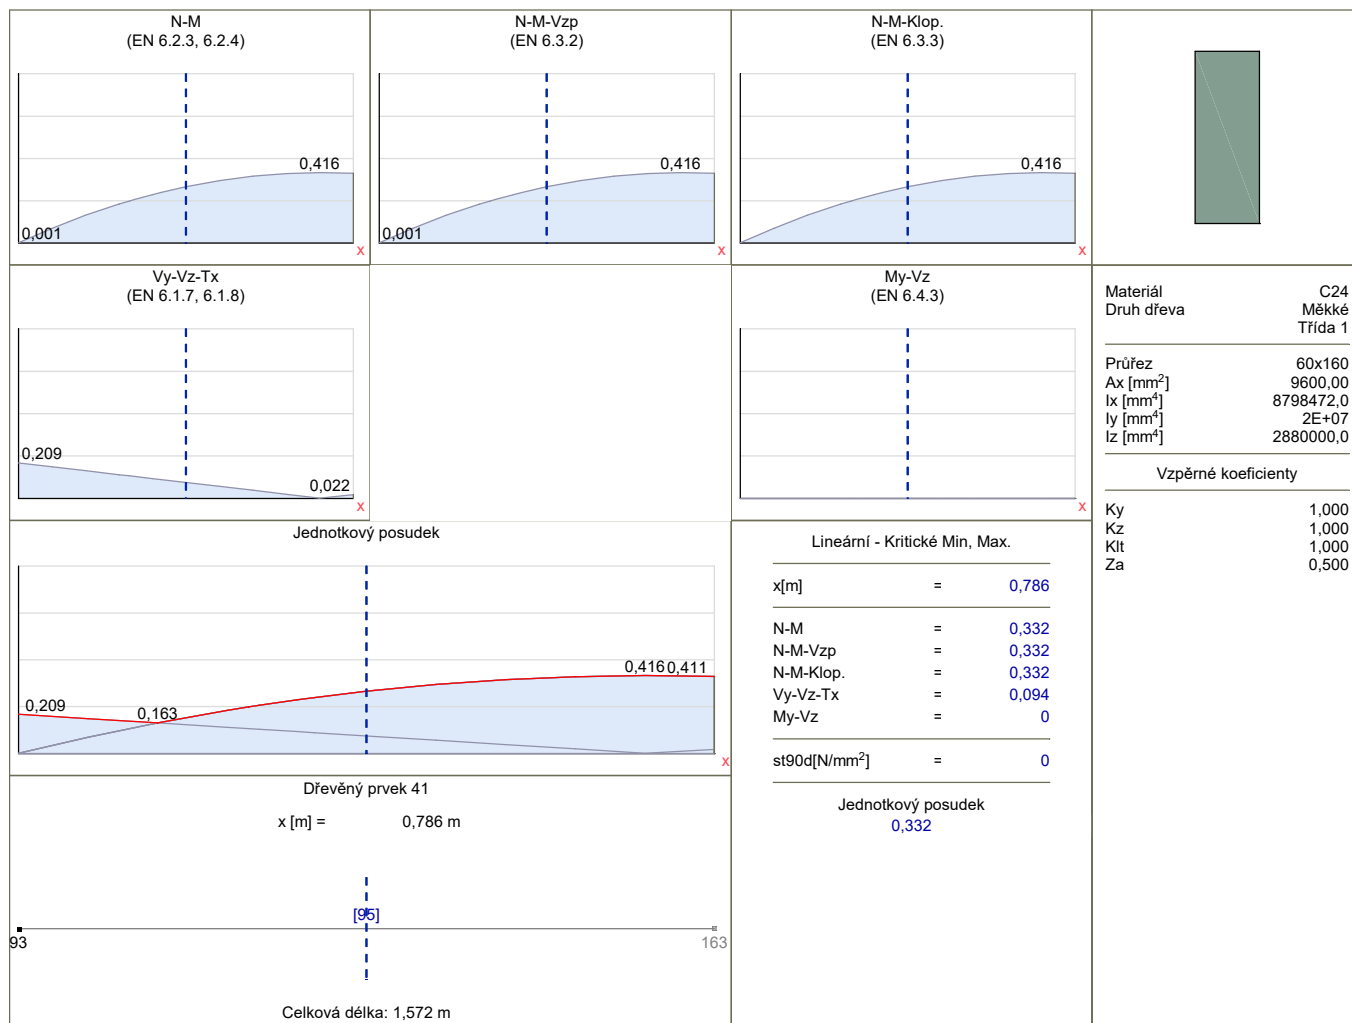 N-M
(EN 6.2.3, 6.2.4)
0,416
0,001
x
N-M-Vzp
(EN 6.3.2)
0,416
0,001
N-M-Klop.
(EN 6.3.3)
0,416
x
Vy-Vz-Tx
(EN 6.1.7, 6.1.8)
0,209
0,022
x
My-Vz
(EN 6.4.3)
x
Materiál C24
Druh dřeva Měkké
Třída 1
Průřez 60x160
Ax [mm²] 9600,00
Ix [mm⁴] 8798472,0
Iy [mm⁴] 2E+07
Iz [mm⁴] 2880000,0
Vzpěrné koeficienty
Ky 1,000
Kz 1,000
Klt 1,000
Za 0,500
Jednotkový posudek
0,416 0,411
0,209
0,163
x
Lineární - Kritické Min, Max.
x[m] = 0,786
N-M = 0,332
N-M-Vzp = 0,332
N-M-Klop. = 0,332
Vy-Vz-Tx = 0,094
My-Vz = 0
st90d[N/mm²] = 0
Jednotkový posudek
0,332
Dřevěný prvek 41
x [m] = 0,786 m
[95]
93
163
Celková délka: 1,572 m